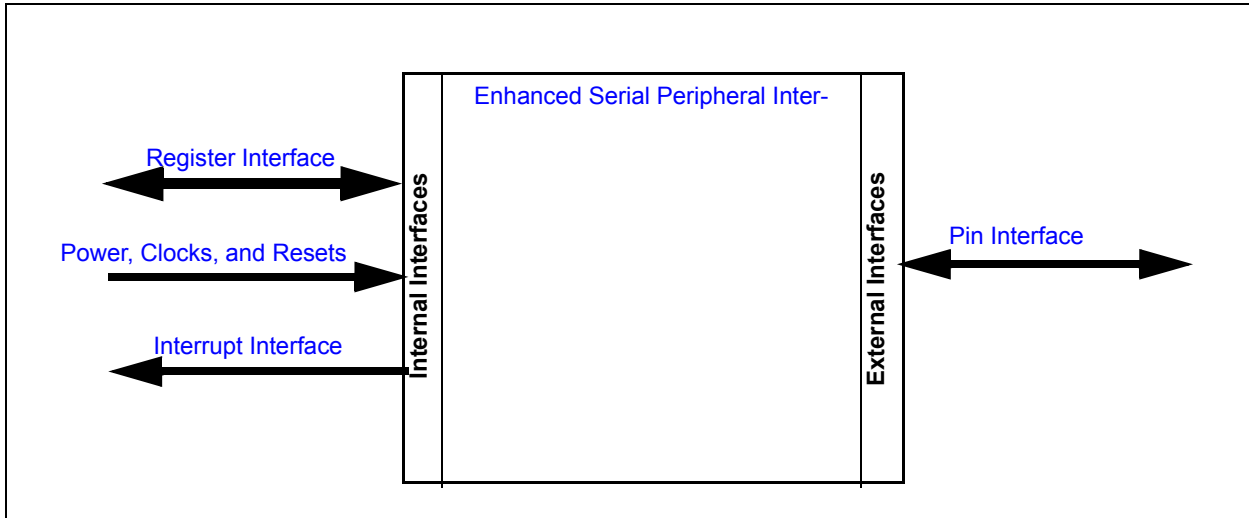 Enhanced Serial Peripheral Inter-
Register Interface
Power, Clocks, and Resets
Interrupt Interface
Internal Interfaces
External Interfaces
Pin Interface